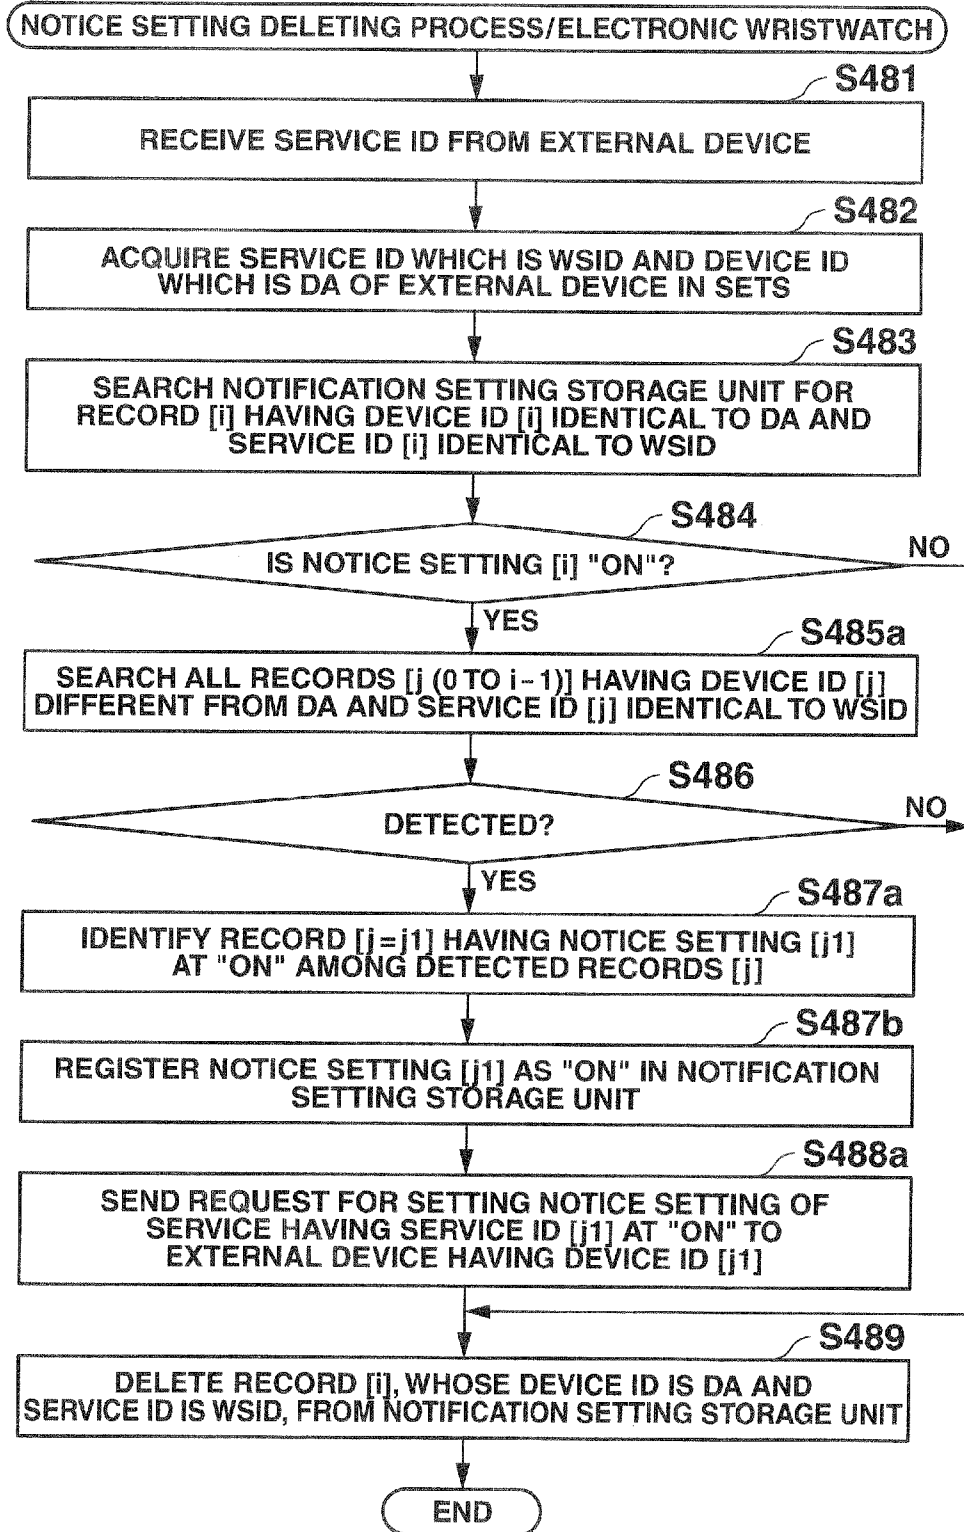 NOTICE SETTING DELETING PROCESS/ELECTRONIC WRISTWATCH
S481
RECEIVE SERVICE ID FROM EXTERNAL DEVICE
S482
ACQUIRE SERVICE ID WHICH IS WSID AND DEVICE ID
WHICH IS DA OF EXTERNAL DEVICE IN SETS
S483
SEARCH NOTIFICATION SETTING STORAGE UNIT FOR
RECORD [i] HAVING DEVICE ID [i] IDENTICAL TO DA AND
SERVICE ID [i] IDENTICAL TO WSID
S484
IS NOTICE SETTING [i] "ON"?
NO
YES
S485a
SEARCH ALL RECORDS [j (0 TO i-1)] HAVING DEVICE ID [j]
DIFFERENT FROM DA AND SERVICE ID [j] IDENTICAL TO WSID
S486
DETECTED?
NO
YES
S487a
IDENTIFY RECORD [j=j1] HAVING NOTICE SETTING [j1]
AT "ON" AMONG DETECTED RECORDS [j]
S487b
REGISTER NOTICE SETTING [j1] AS "ON" IN NOTIFICATION
SETTING STORAGE UNIT
S488a
SEND REQUEST FOR SETTING NOTICE SETTING OF
SERVICE HAVING SERVICE ID [j1] AT "ON" TO
EXTERNAL DEVICE HAVING DEVICE ID [j1]
S489
DELETE RECORD [i], WHOSE DEVICE ID IS DA AND
SERVICE ID IS WSID, FROM NOTIFICATION SETTING STORAGE UNIT
END